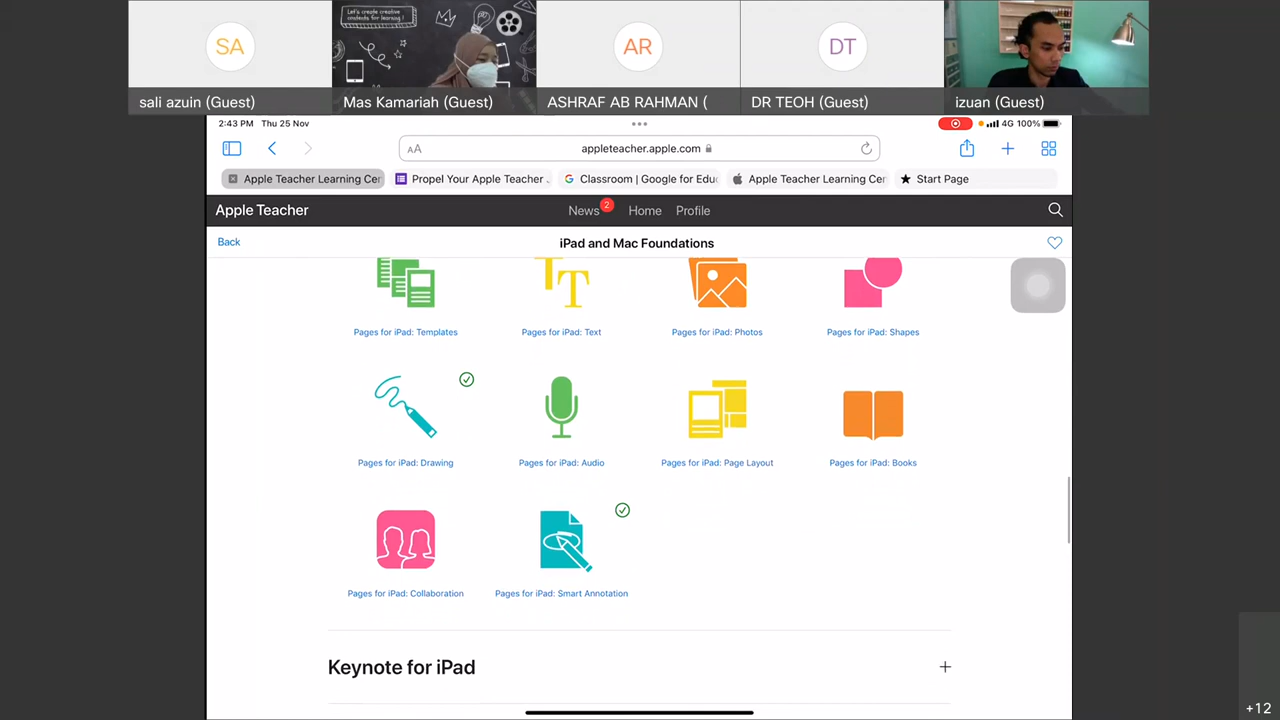 Let's create creative
contents for learning!
SA
AR
DT
sali azuin (Guest)
Mas Kamariah (Guest)
ASHRAF AB RAHMAN (
DR TEOH (Guest)
izuan (Guest)
2:43 PM Thu 25 Nov
4G 100%
AA
appleteacher.apple.com
Apple Teacher Learning Cer
Propel Your Apple Teacher .
Classroom | Google for Educ
Apple Teacher Learning Cer
Start Page
Apple Teacher
News
2
Home
Profile
Back
iPad and Mac Foundations
TT
Pages for iPad: Templates
Pages for iPad: Text
Pages for iPad: Photos
Pages for iPad: Shapes
Pages for iPad: Drawing
Pages for iPad: Audio
Pages for iPad: Page Layout
Pages for iPad: Books
Pages for iPad: Collaboration
Pages for iPad: Smart Annotation
Keynote for iPad
+
+12